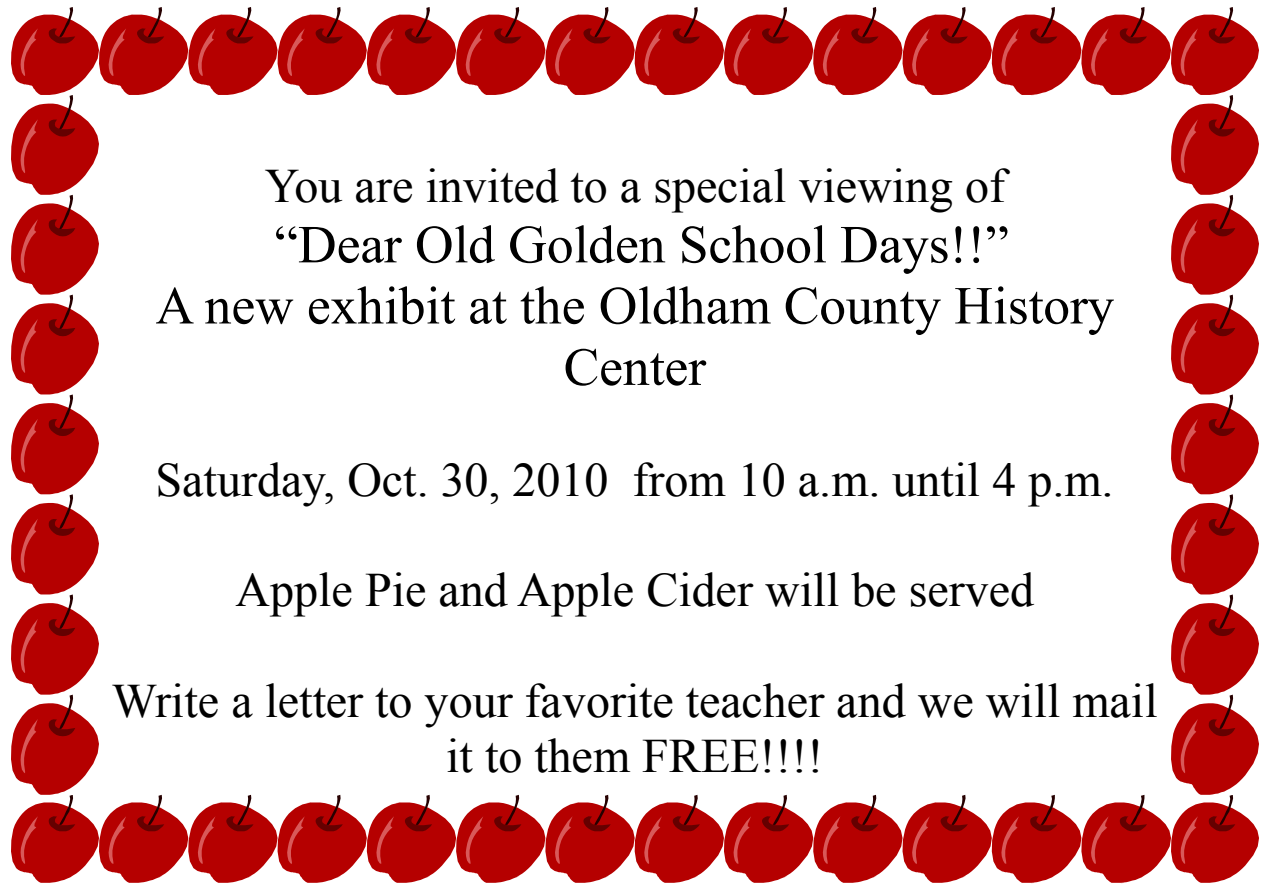 You are invited to a special viewing of
“Dear Old Golden School Days!!”
A new exhibit at the Oldham County History
Center
Saturday, Oct. 30, 2010  from 10 a.m. until 4 p.m.
Apple Pie and Apple Cider will be served
Write a letter to your favorite teacher and we will mail
it to them FREE!!!!